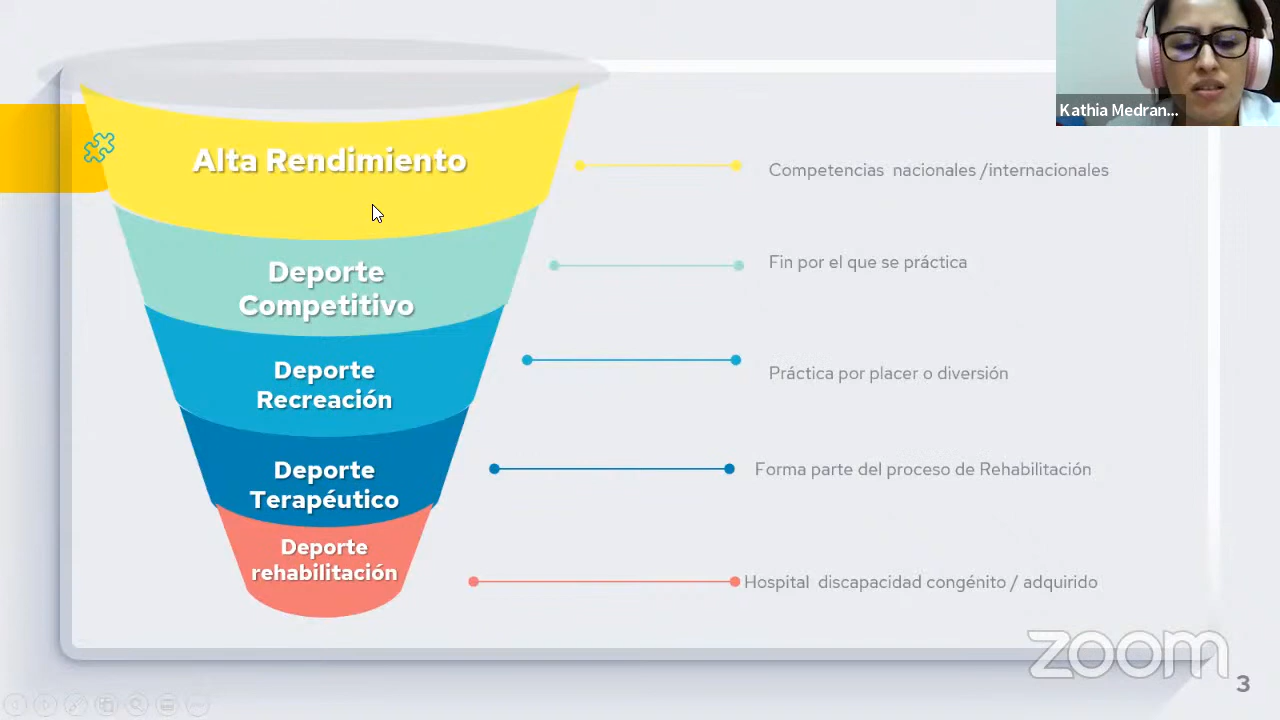 Kathia Medran...
Alta Rendimiento
Competencias nacionales /internacionales
Deporte
Competitivo
Fin por el que se práctica
Deporte
Recreación
Práctica por placer o diversión
Deporte
Terapéutico
Forma parte del proceso de Rehabilitación
Deporte
rehabilitación
Hospital discapacidad congénito / adquirido
zoom
3